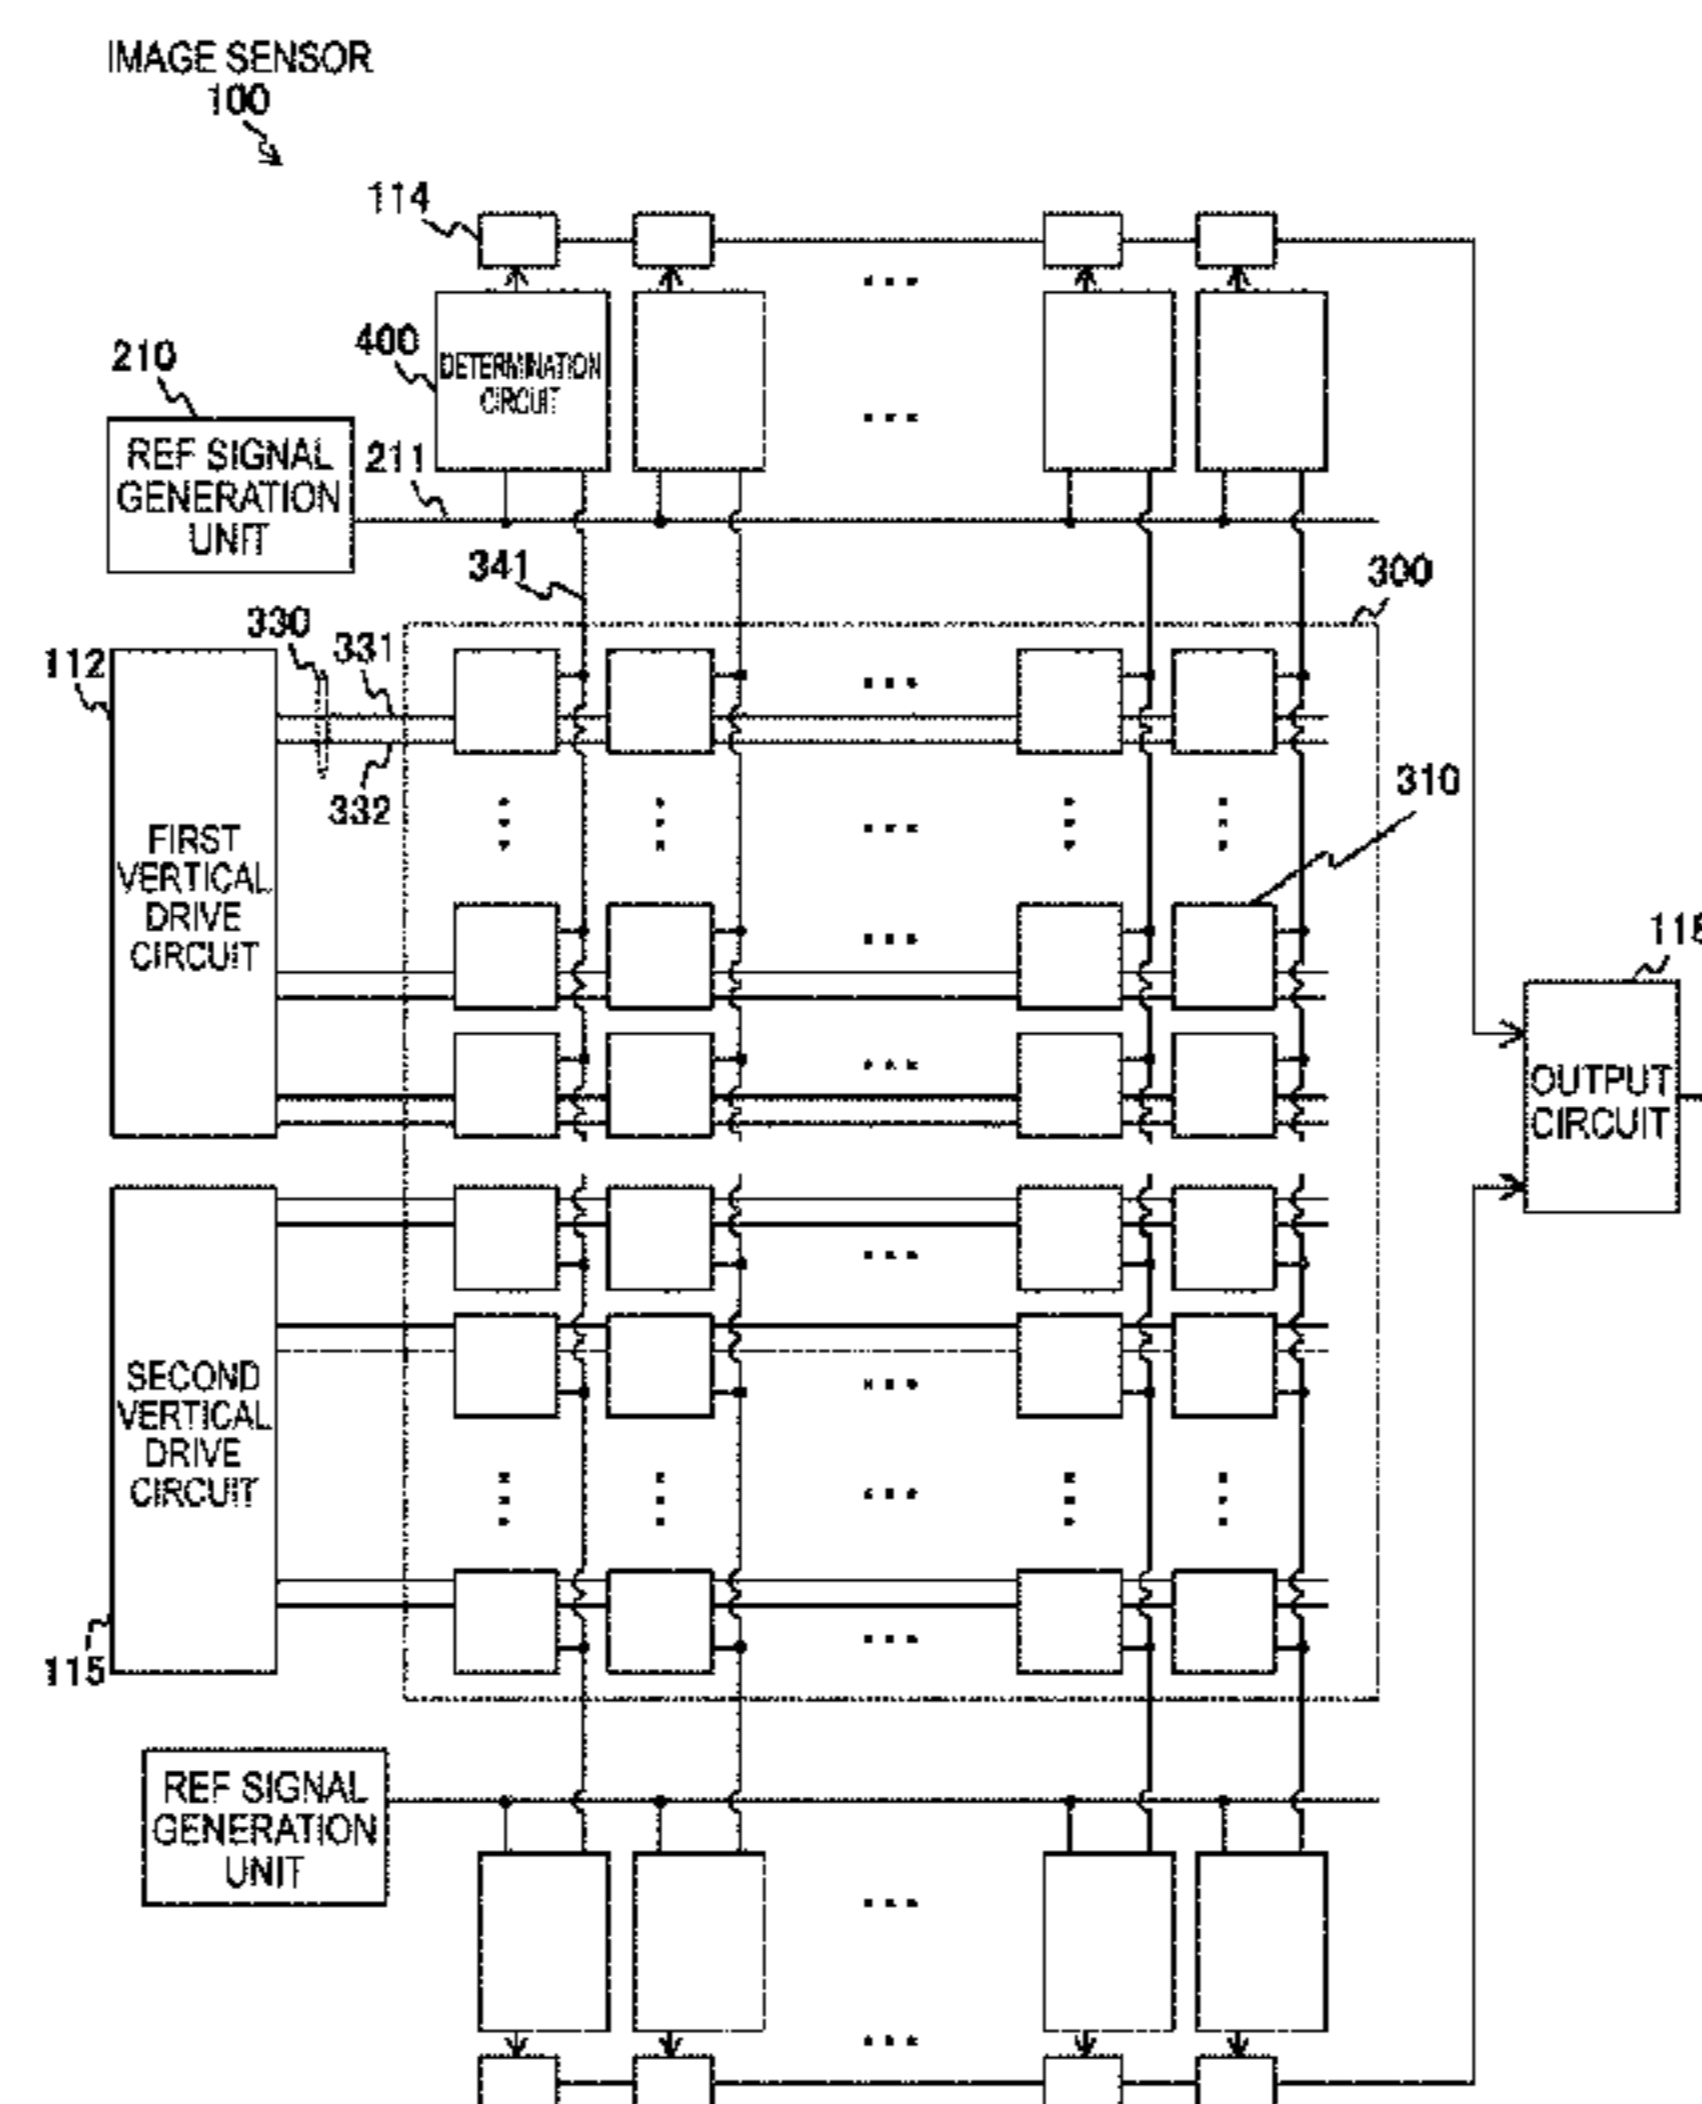 IMAGE SENSOR
100
114
400
DETERMINATION
CIRCUIT
210
REF SIGNAL
GENERATION
UNIT
211
341
300
330
331
112
332
310
FIRST
VERTICAL
DRIVE
CIRCUIT
OUTPUT
CIRCUIT
SECOND
VERTICAL
DRIVE
CIRCUIT
115
REF SIGNAL
GENERATION
UNIT